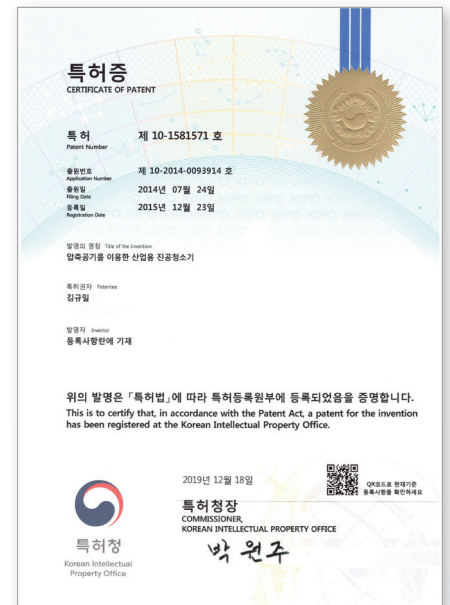 특허증
CERTIFICATE OF PATENT
특 허 제 10-1581571 호
Patent Number
출원번호 제 10-2014-0093914 호
Application Number
출원일 2014년 07월 24일
Filing Date
등록일 2015년 12월 23일
Registration Date
발명의 명칭 Title of the Invention
압축공기를 이용한 산업용 진공청소기
특허권자 Patentee
김규일
발명자 Inventor
등록사항란에 기재
위의 발명은 「특허법」에 따라 특허등록원부에 등록되었음을 증명합니다.
This is to certify that, in accordance with the Patent Act, a patent for the invention
has been registered at the Korean Intellectual Property Office.
2019년 12월 18일
QR코드로 현재기준
등록사항을 확인하세요
특허청장
COMMISSIONER,
KOREAN INTELLECTUAL PROPERTY OFFICE
박원주
특허청
Korean Intellectual
Property Office